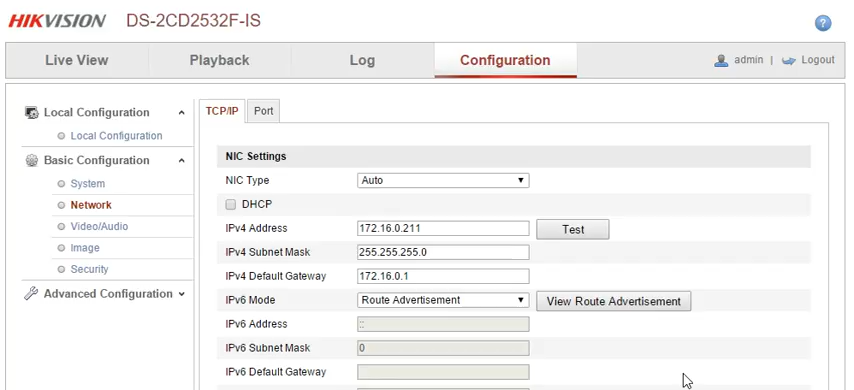 HIKVISION DS-2CD2532F-IS ?
Live View Playback Log Configuration admin | Logout
Local Configuration
Local Configuration
Basic Configuration
System
Network
Video/Audio
Image
Security
Advanced Configuration
TCP/IP Port
NIC Settings
NIC Type Auto
DHCP
IPv4 Address 172.16.0.211 Test
IPv4 Subnet Mask 255.255.255.0
IPv4 Default Gateway 172.16.0.1
IPv6 Mode Route Advertisement View Route Advertisement
IPv6 Address ::
IPv6 Subnet Mask 0
IPv6 Default Gateway